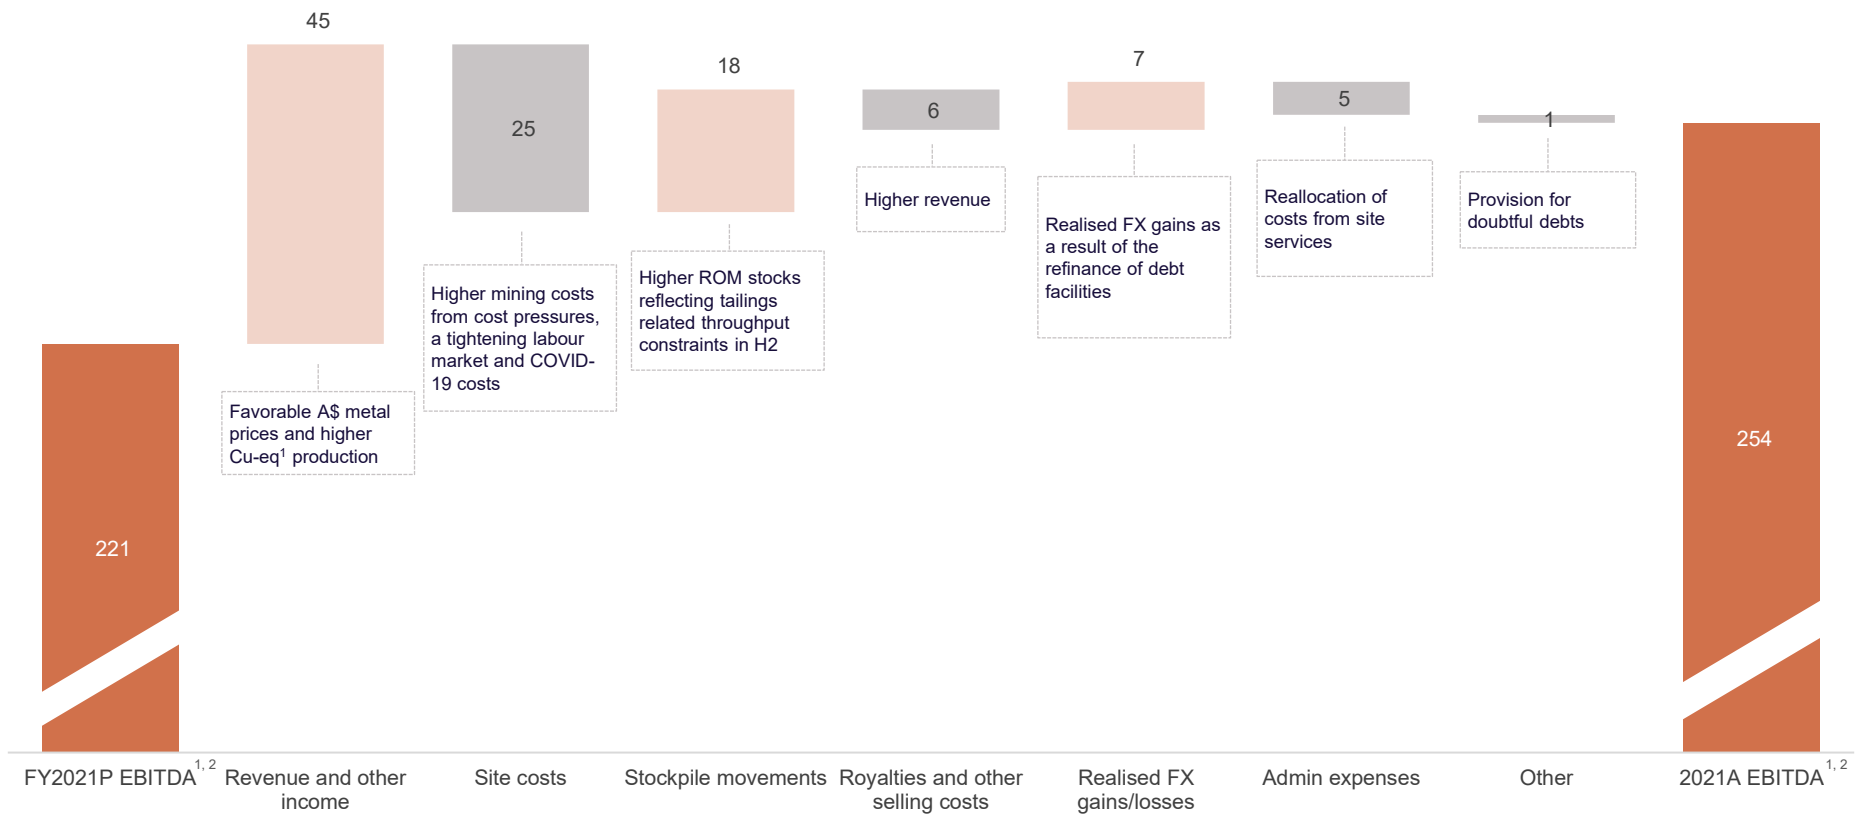 45
18
7
25
6
5
1
Higher revenue
Reallocation of
costs from site
services
Provision for
doubtful debts
Realised FX gains as
a result of the
refinance of debt
facilities
Higher mining costs
from cost pressures,
a tightening labour
market and COVID-
19 costs
Higher ROM stocks
reflecting tailings
related throughput
constraints in H2
Favorable A$ metal
prices and higher
Cu-eq¹ production
221
254
FY2021P EBITDA¹, ²
Revenue and other
income
Site costs
Stockpile movements
Royalties and other
selling costs
Realised FX
gains/losses
Admin expenses
Other
2021A EBITDA¹, ²